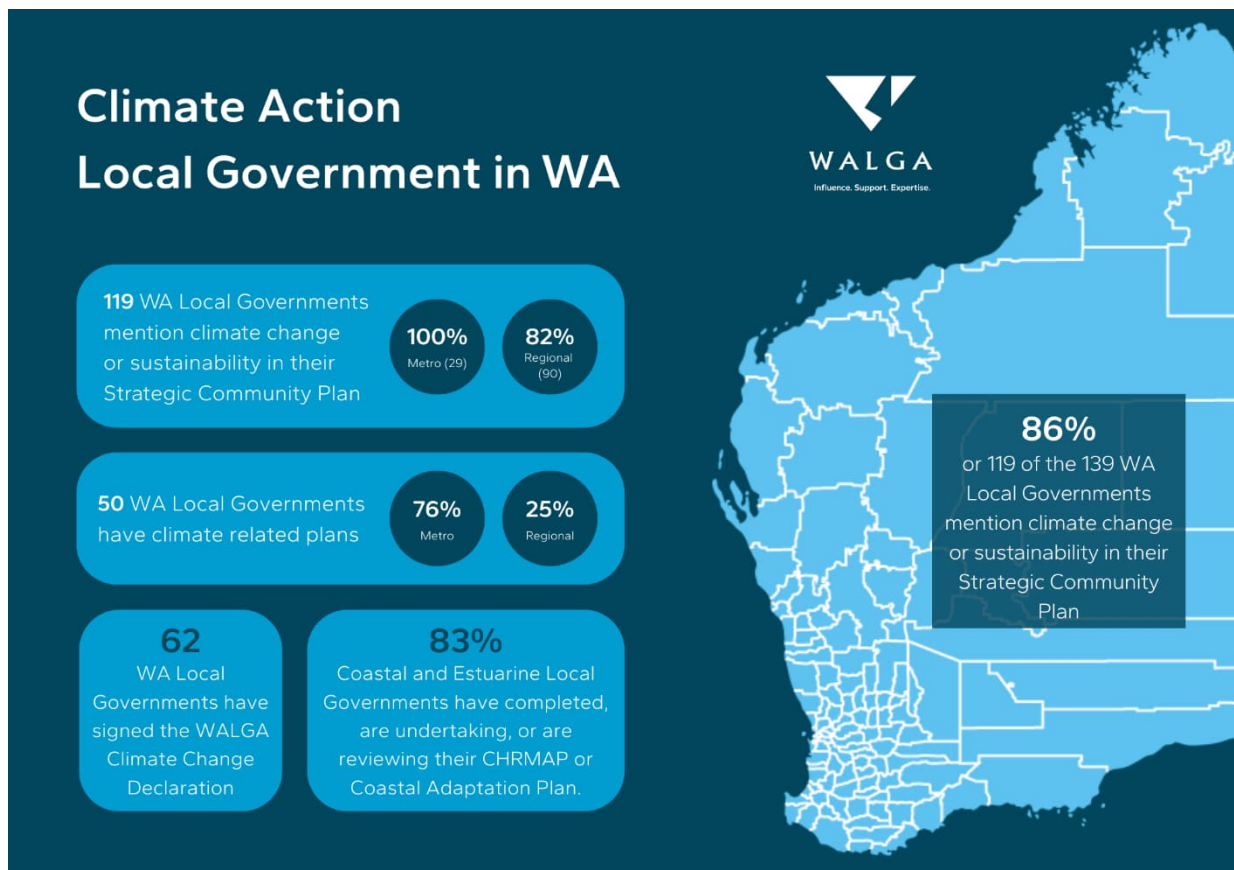 Climate Action
Local Government in WA
WALGA
Influence. Support. Expertise.
119 WA Local Governments
mention climate change
or sustainability in their
Strategic Community Plan
100%
Metro (29)
82%
Regional
(90)
50 WA Local Governments
have climate related plans
76%
Metro
25%
Regional
62
WA Local
Governments have
signed the WALGA
Climate Change
Declaration
83%
Coastal and Estuarine Local
Governments have completed,
are undertaking, or are
reviewing their CHRMAP or
Coastal Adaptation Plan.
86%
or 119 of the 139 WA
Local Governments
mention climate change
or sustainability in their
Strategic Community
Plan